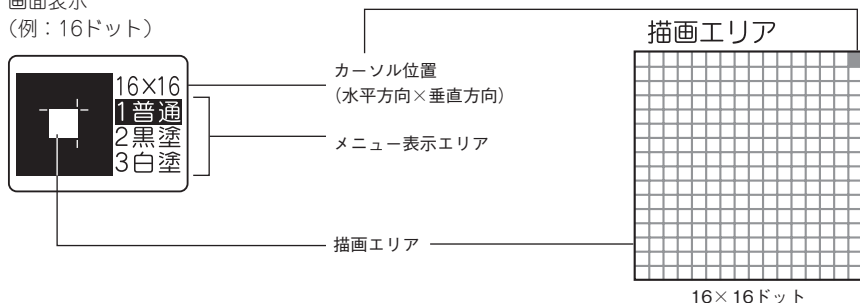 画面表示
(例：16ドット)
16×16
1普通
2黒塗
3白塗
カーソル位置
(水平方向×垂直方向)
メニュー表示エリア
描画エリア
描画エリア
16×16ドット